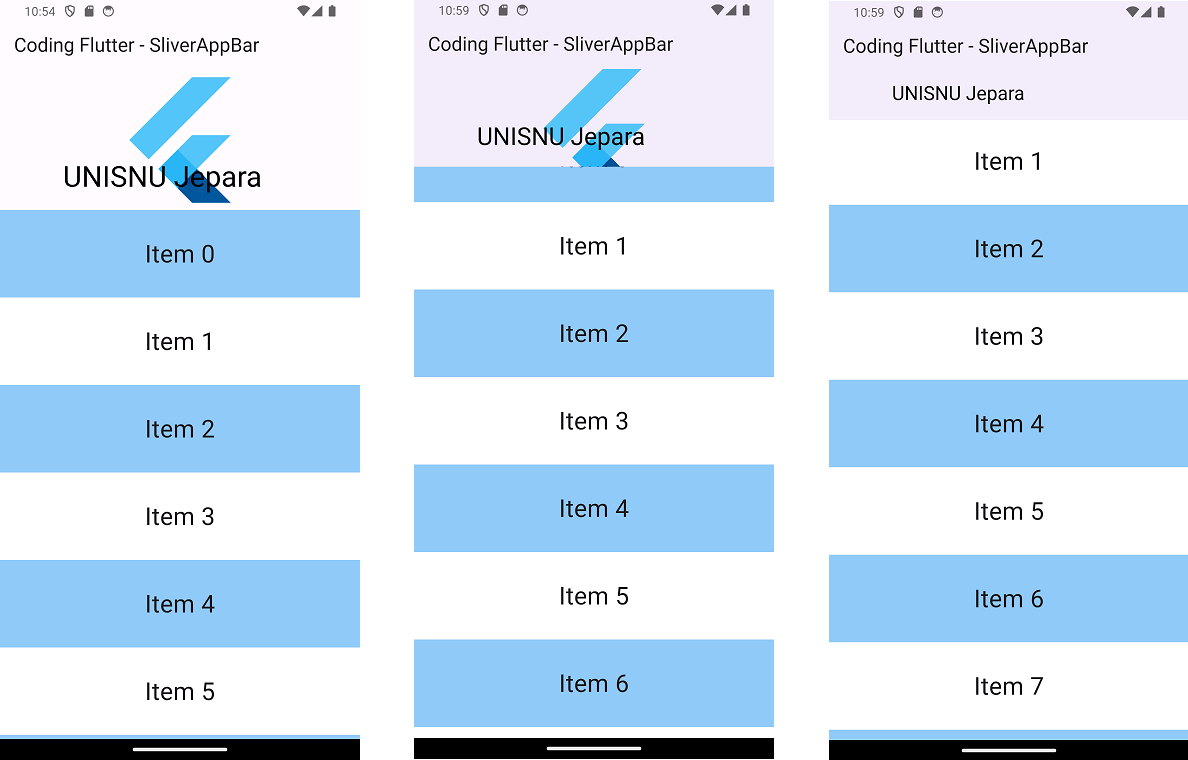 10:54
Coding Flutter - SliverAppBar
UNISNU Jepara
Item 0
Item 1
Item 2
Item 3
Item 4
Item 5
10:59
Coding Flutter - SliverAppBar
UNISNU Jepara
Item 1
Item 2
Item 3
Item 4
Item 5
Item 6
10:59
Coding Flutter - SliverAppBar
UNISNU Jepara
Item 1
Item 2
Item 3
Item 4
Item 5
Item 6
Item 7